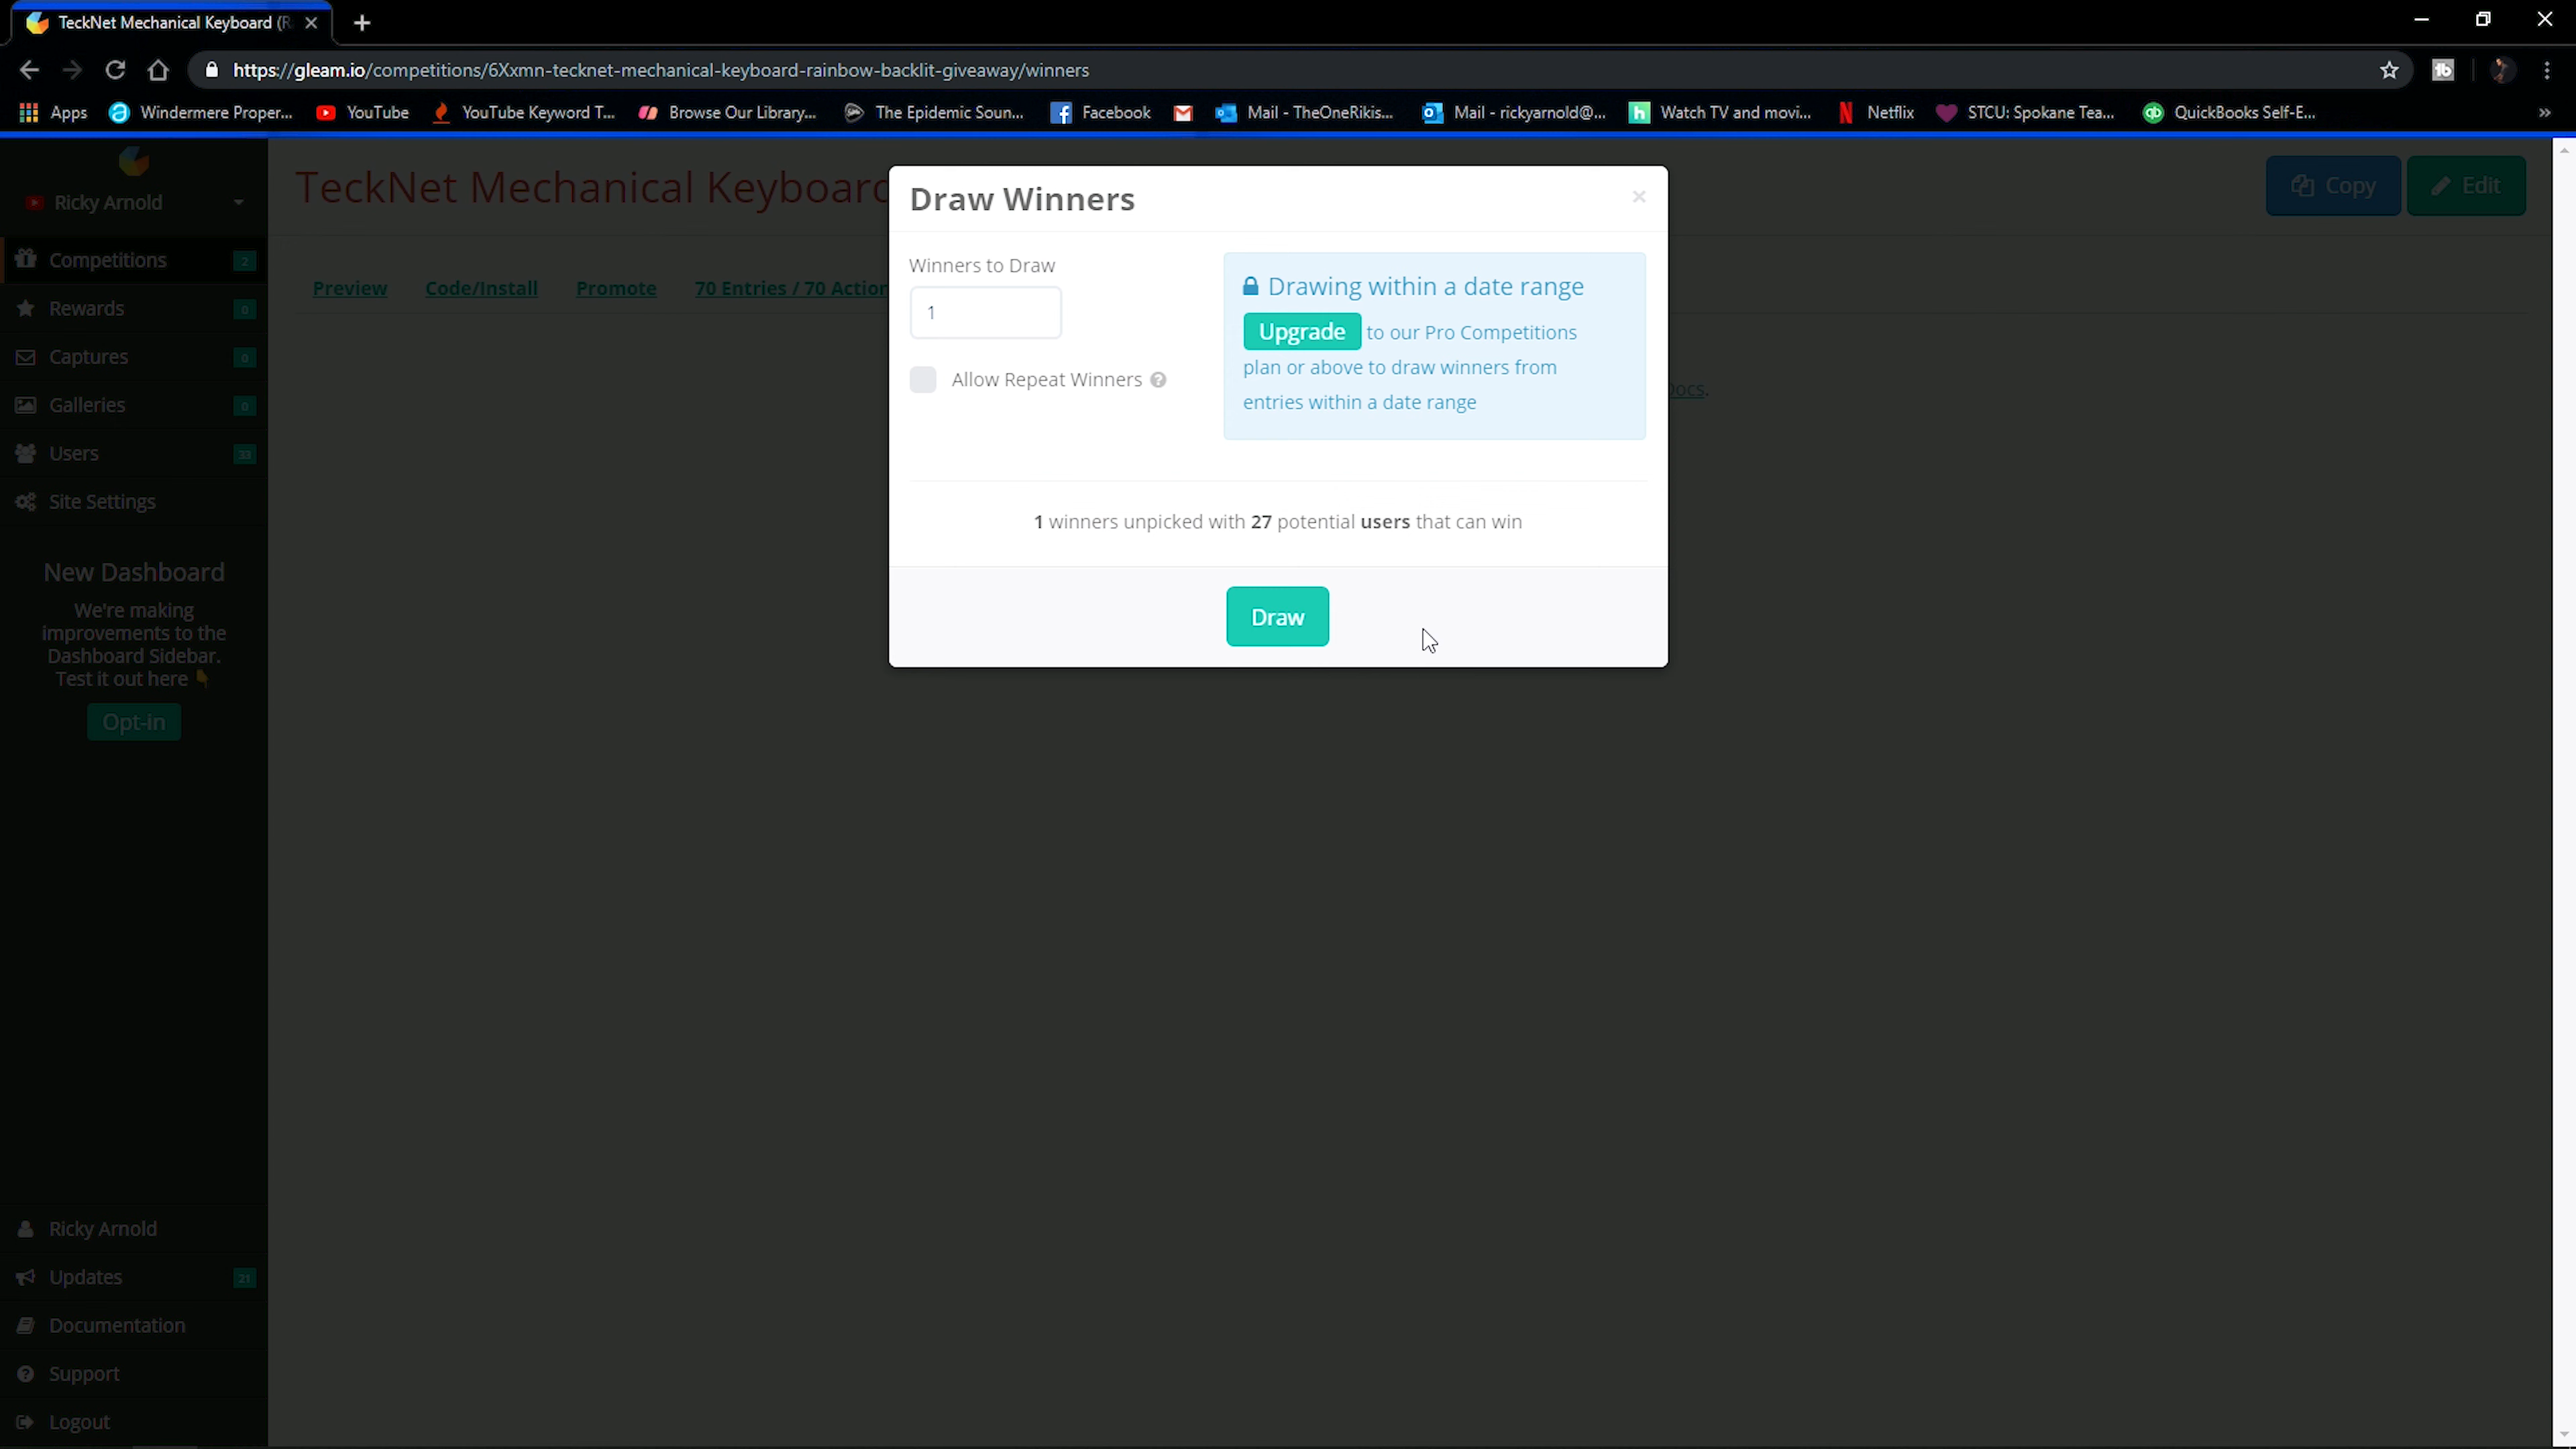 TeckNet Mechanical Keyboard (R
https://gleam.io/competitions/6Xxmn-tecknet-mechanical-keyboard-rainbow-backlit-giveaway/winners
Apps
Windermere Proper...
YouTube
YouTube Keyword T...
Browse Our Library...
The Epidemic Soun...
Facebook
Mail - TheOneRikis...
Mail - rickyarnold@...
Watch TV and movi...
Netflix
STCU: Spokane Tea...
QuickBooks Self-E...
»
Ricky Arnold
Competitions 2
Rewards 0
Captures 0
Galleries 0
Users 33
Site Settings
New Dashboard
We're making
improvements to the
Dashboard Sidebar.
Test it out here
Opt-in
Ricky Arnold
Updates 21
Documentation
Support
Logout
TeckNet Mechanical Keyboard
Copy
Edit
Preview
Code/Install
Promote
70 Entries / 70 Action
Docs.
Draw Winners
×
Winners to Draw
1
Allow Repeat Winners ?
Drawing within a date range
Upgrade to our Pro Competitions
plan or above to draw winners from
entries within a date range
1 winners unpicked with 27 potential users that can win
Draw